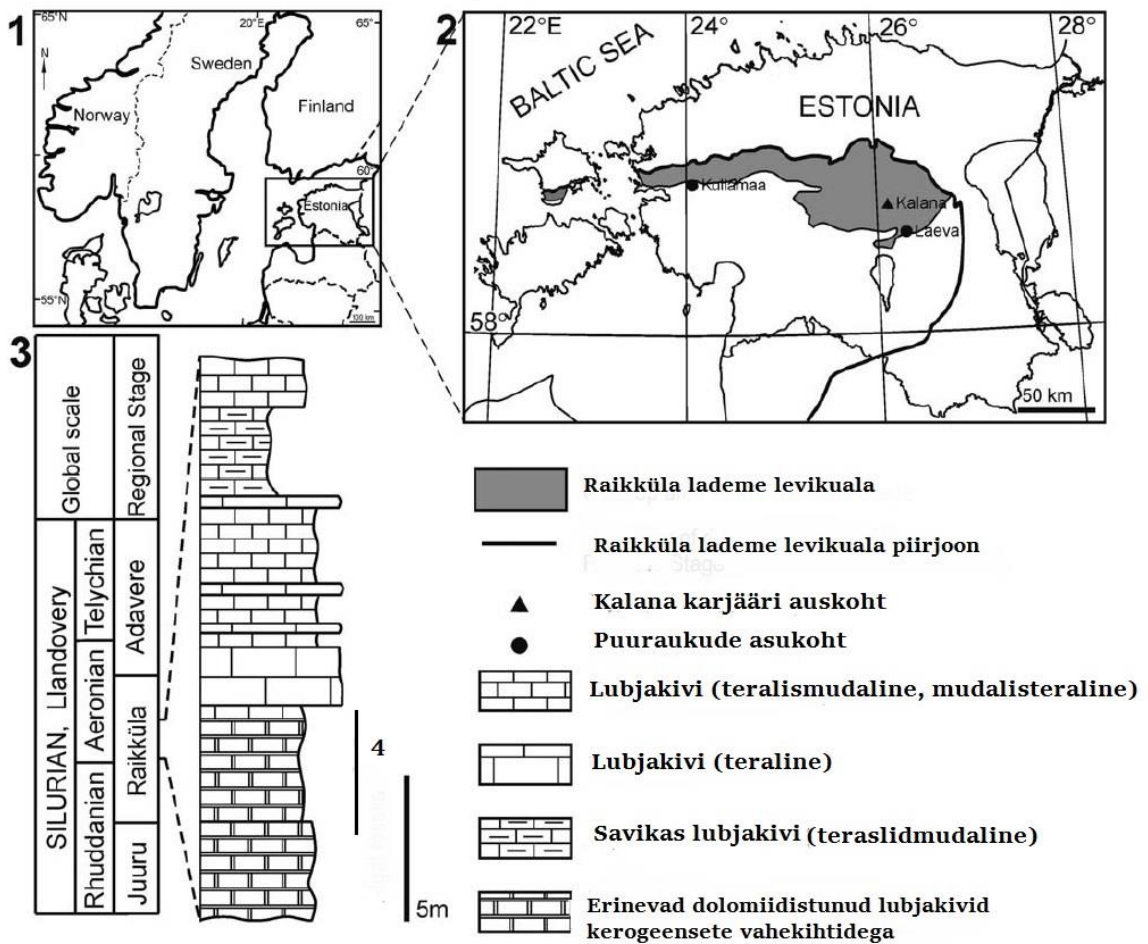 1
65°N
20°E
65°
N
Sweden
Norway
Finland
60°
Estonia
55°N
100 km
2
22°E
24°
26°
28°
BALTIC SEA
ESTONIA
Kullamaa
Kalana
Laeva
58°
50 km
3
Global scale
Regional Stage
SILURIAN, Llandovery
Telychian
Aeronian
Rhuddanian
Adavere
Raikküla
Juuru
4
5m
Raikküla lademe levikuala
Raikküla lademe levikuala piirjoon
Kalana karjääri auskoht
Puuraukude asukoht
Lubjakivi (teralismudaline, mudalisteraline)
Lubjakivi (teraline)
Savikas lubjakivi (teraslidmudaline)
Erinevad dolomiidistunud lubjakivid
kerogeensete vahekihtidega